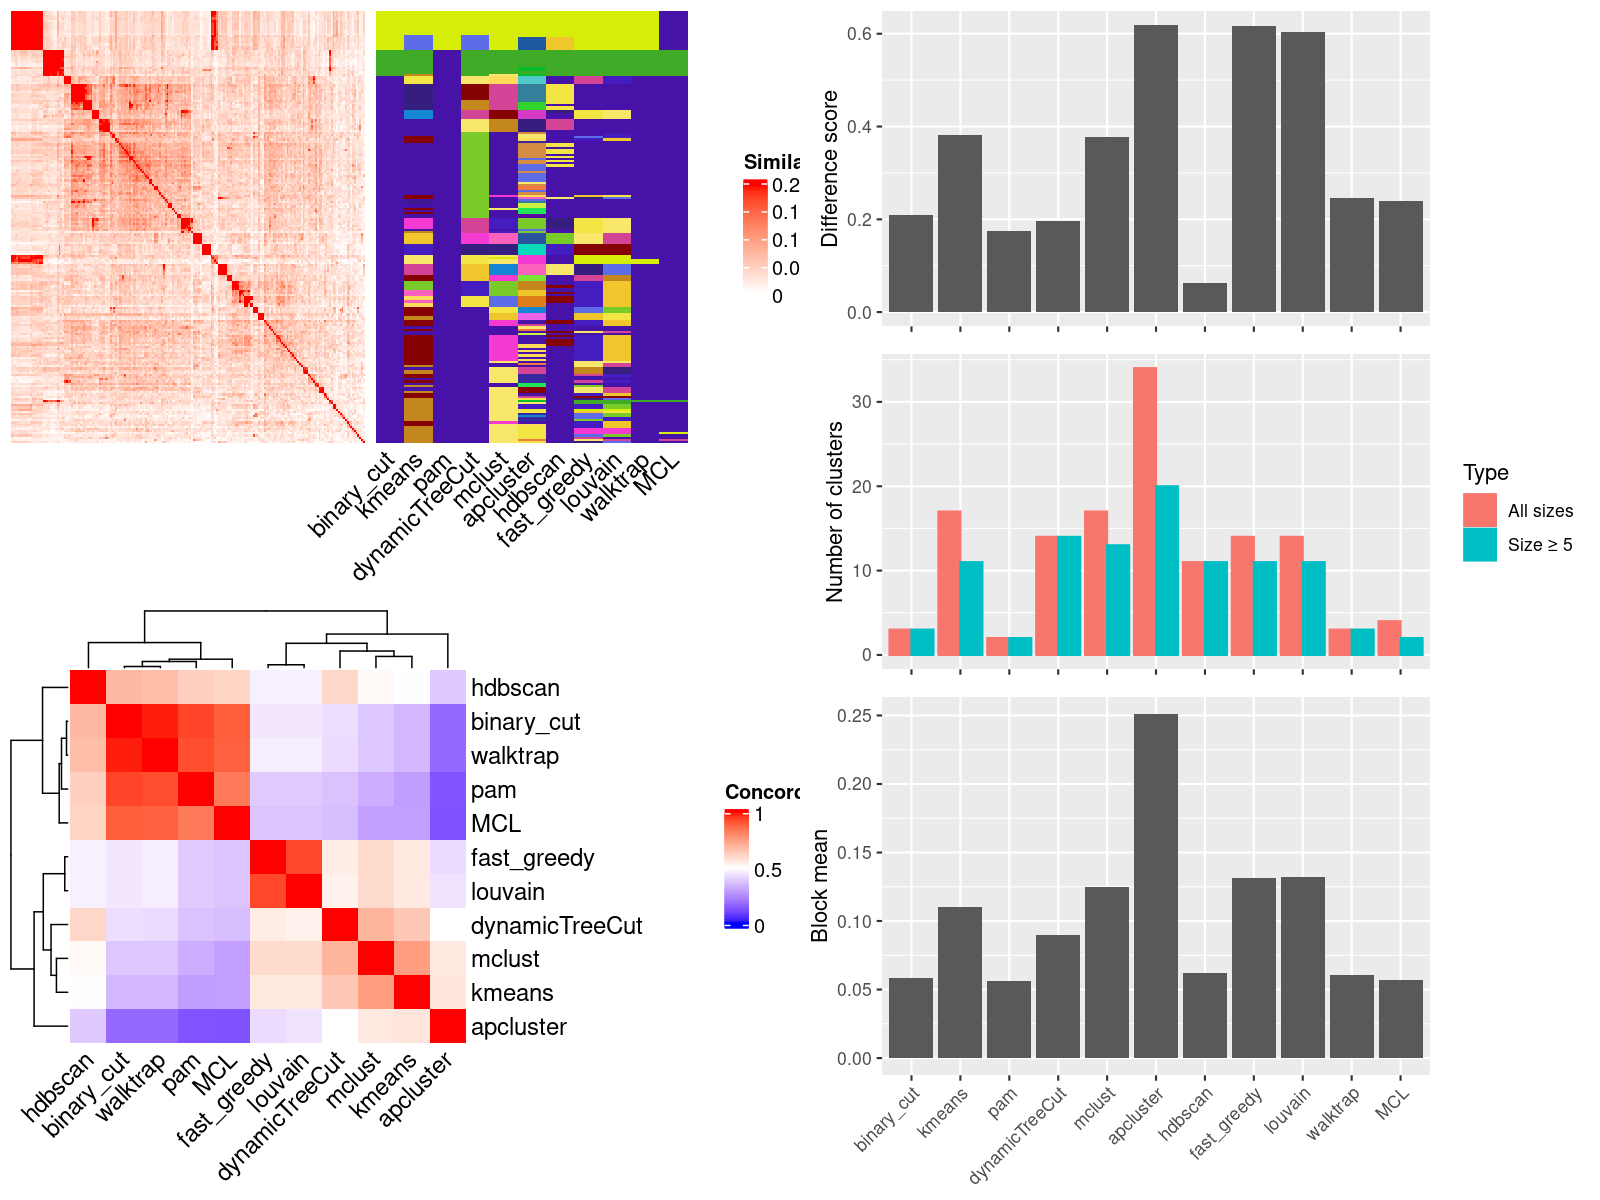 Simila
0.2
0.1
0.1
0.0
0
binary_cut
kmeans
pam
dynamicTreeCut
mclust
apcluster
hdbscan
fast_greedy
louvain
walktrap
MCL
hdbscan
binary_cut
walktrap
pam
MCL
fast_greedy
louvain
dynamicTreeCut
mclust
kmeans
apcluster
hdbscan
binary_cut
walktrap
pam
MCL
fast_greedy
louvain
dynamicTreeCut
mclust
kmeans
apcluster
Concord
1
0.5
0
Difference score
0.6
0.4
0.2
0.0
Number of clusters
30
20
10
0
Type
All sizes
Size ≥ 5
Block mean
0.25
0.20
0.15
0.10
0.05
0.00
binary_cut
kmeans
pam
dynamicTreeCut
mclust
apcluster
hdbscan
fast_greedy
louvain
walktrap
MCL